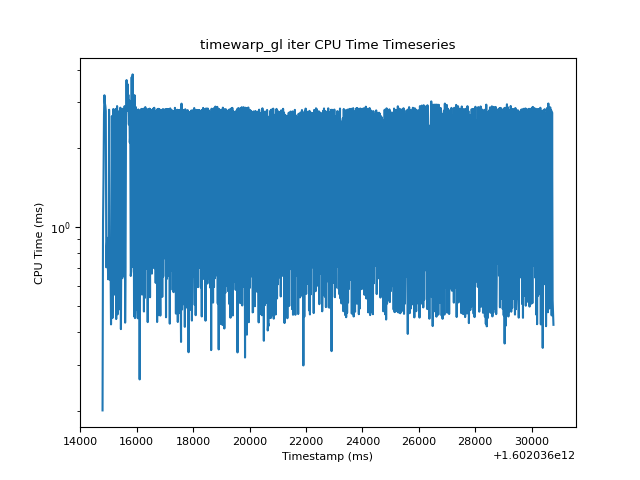 timewarp_gl iter CPU Time Timeseries
CPU Time (ms)
10⁰
14000 16000 18000 20000 22000 24000 26000 28000 30000
Timestamp (ms)
+1.602036e12